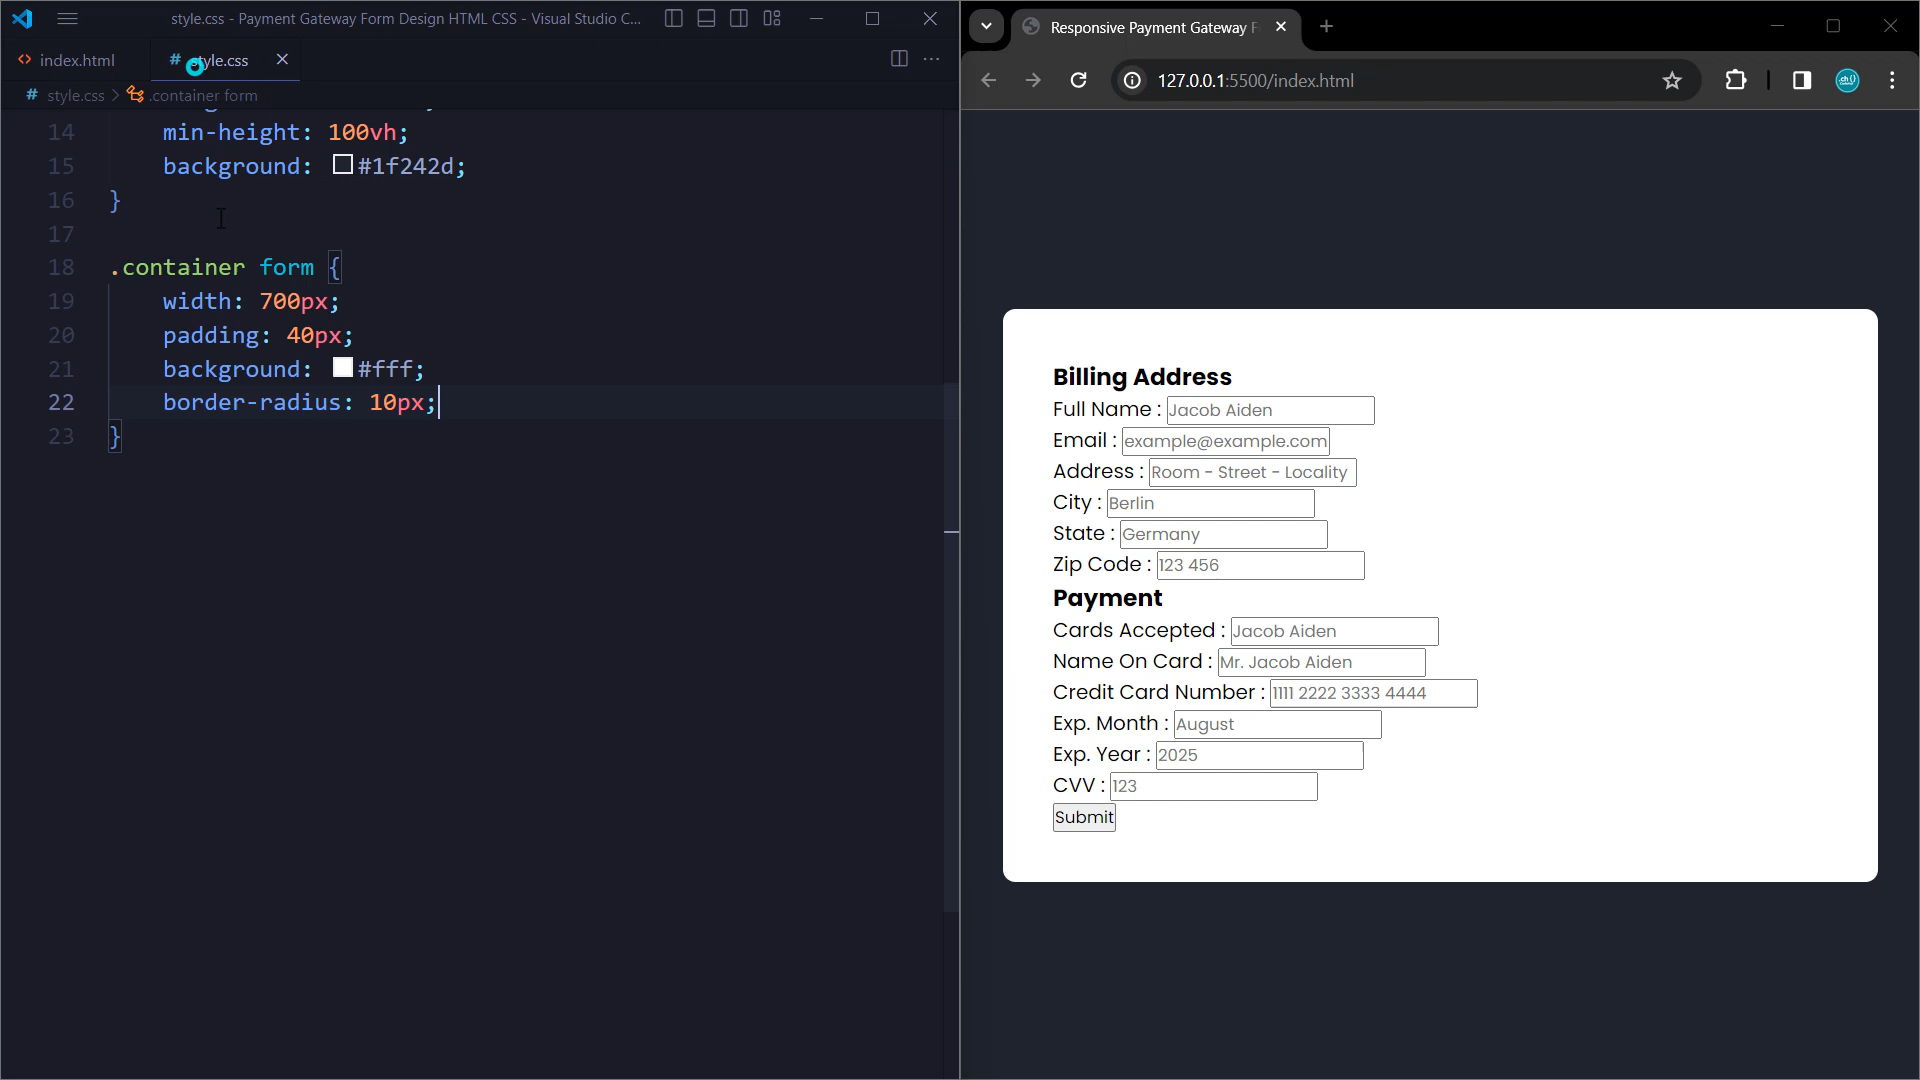 style.css - Payment Gateway Form Design HTML CSS - Visual Studio C...
index.html
# style.css
# style.css > .container form
14 min-height: 100vh;
15 background: #1f242d;
16 }
17
18 .container form {
19 width: 700px;
20 padding: 40px;
21 background: #fff;
22 border-radius: 10px;
23 }
Responsive Payment Gateway F
127.0.0.1:5500/index.html
Billing Address
Full Name : Jacob Aiden
Email : example@example.com
Address : Room - Street - Locality
City : Berlin
State : Germany
Zip Code : 123 456
Payment
Cards Accepted : Jacob Aiden
Name On Card : Mr. Jacob Aiden
Credit Card Number : 1111 2222 3333 4444
Exp. Month : August
Exp. Year : 2025
CVV : 123
Submit